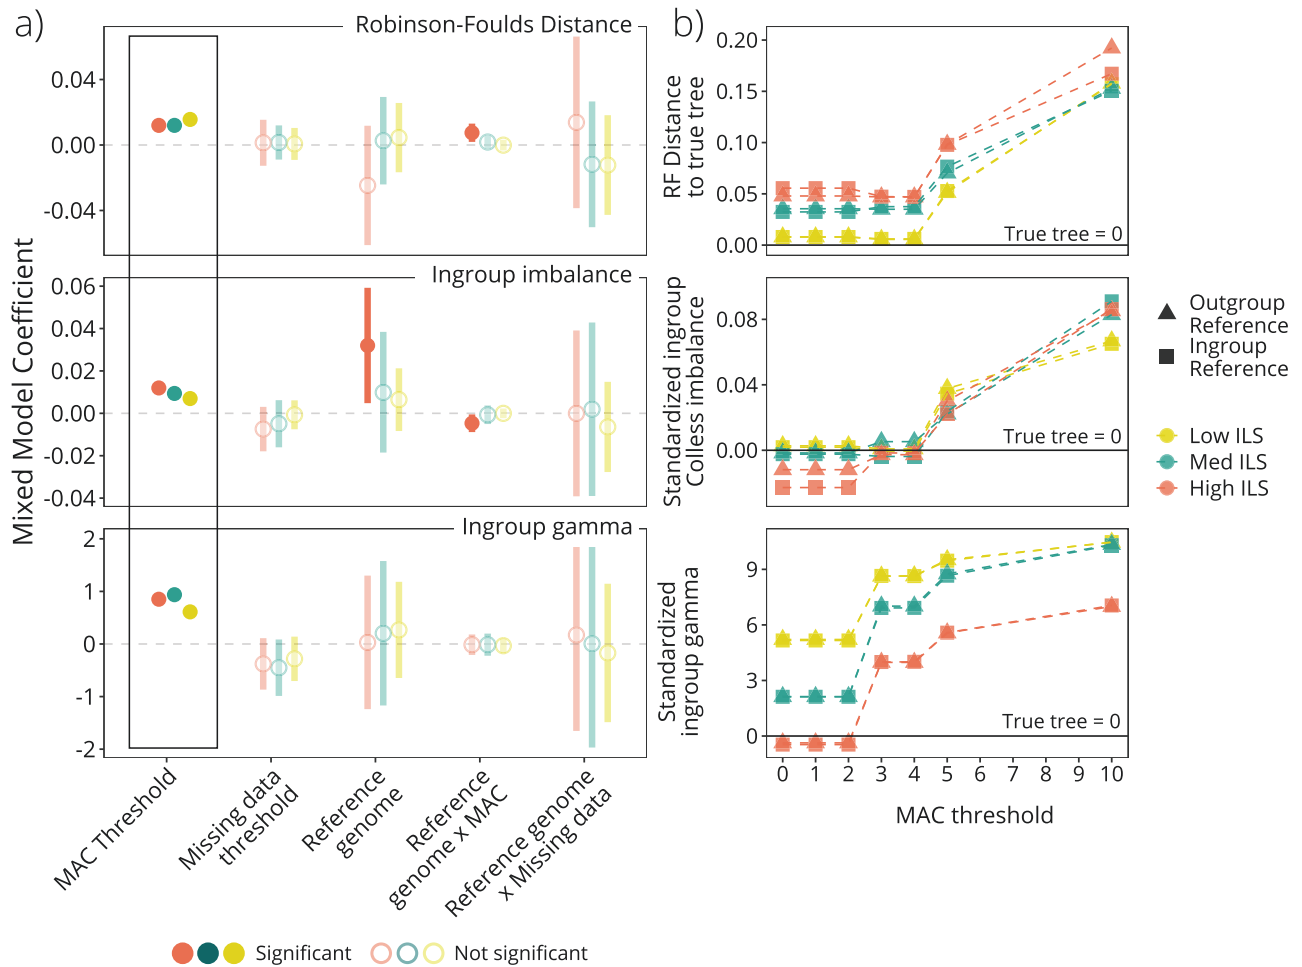 a)
Mixed Model Coefficient
Robinson-Foulds Distance
0.04
0.00
-0.04
Ingroup imbalance
0.06
0.04
0.02
0.00
-0.02
-0.04
Ingroup gamma
2
1
0
-1
-2
MAC Threshold
Missing data
threshold
Reference
genome
Reference
genome x MAC
Reference genome
x Missing data
Significant
Not significant
b)
RF Distance
to true tree
0.20
0.15
0.10
0.05
0.00
True tree = 0
Standardized ingroup
Colless imbalance
0.08
0.04
0.00
True tree = 0
Standardized
ingroup gamma
9
6
3
0
True tree = 0
0 1 2 3 4 5 6 7 8 9 10
MAC threshold
Outgroup
Reference
Ingroup
Reference
Low ILS
Med ILS
High ILS